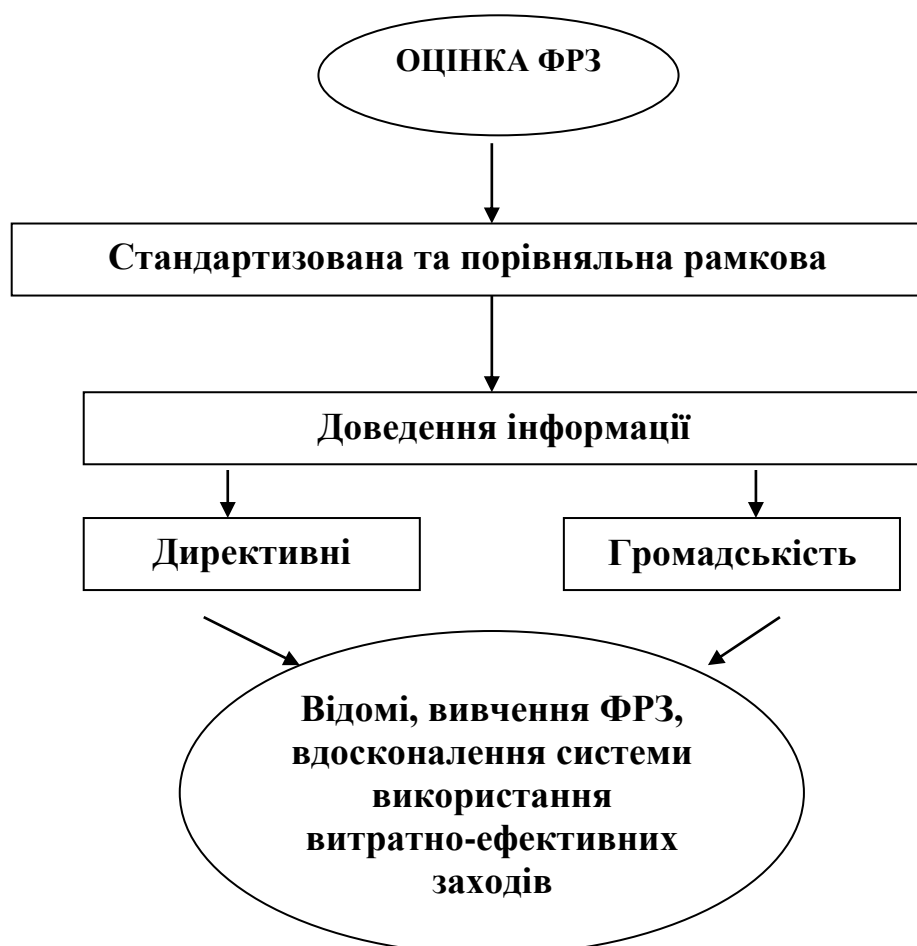 ОЦІНКА ФРЗ
Стандартизована та порівняльна рамкова
Доведення інформації
Директивні
Громадськість
Відомі, вивчення ФРЗ,
вдосконалення системи
використання
витратно-ефективних
заходів